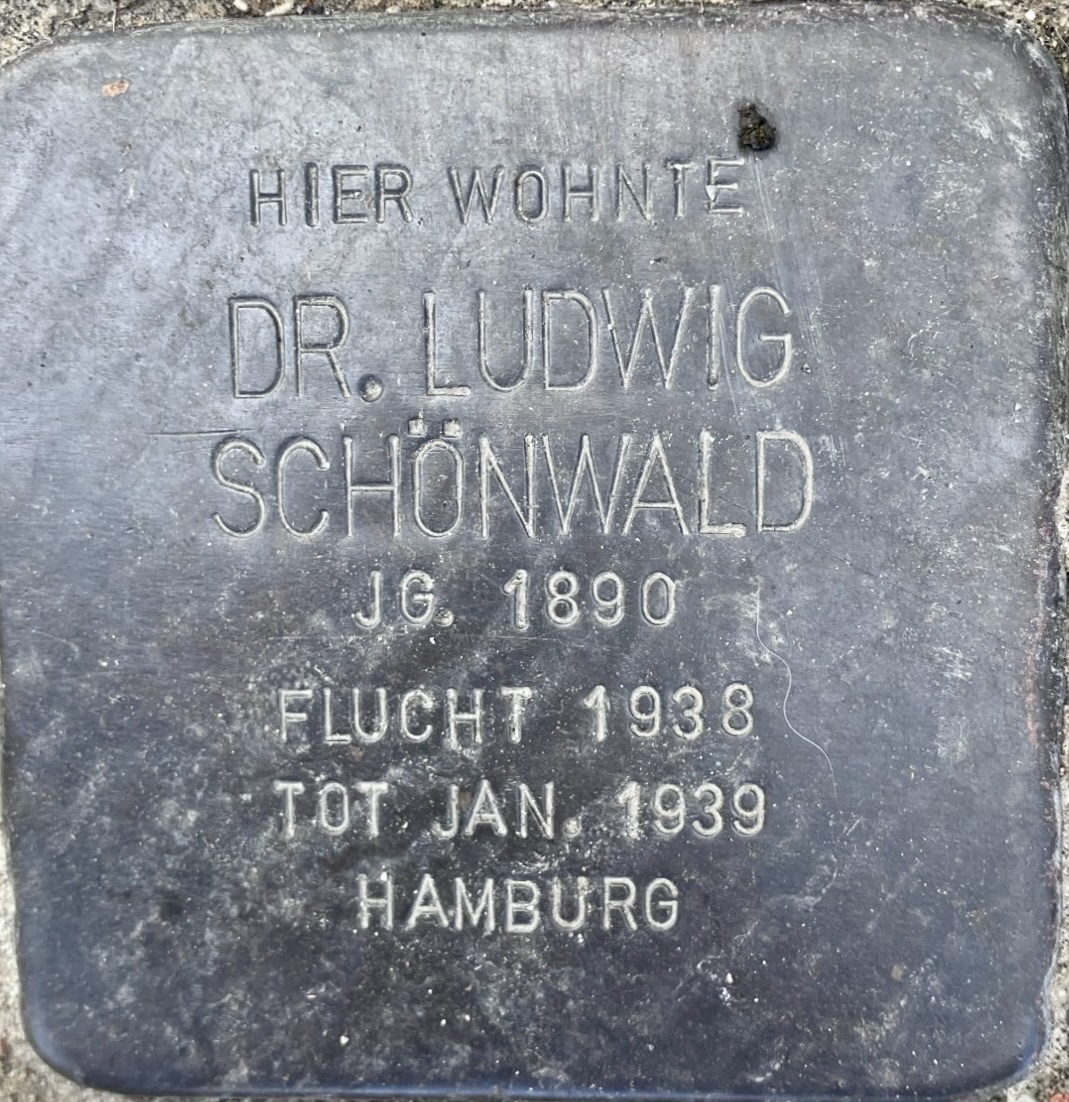 HIER WOHNTE
DR. LUDWIG
SCHÖNWALD
JG. 1890
FLUCHT 1938
TOT JAN. 1939
HAMBURG